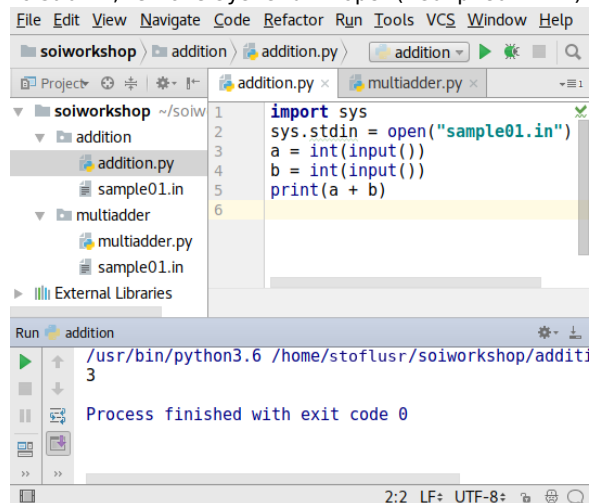 File Edit View Navigate Code Refactor Run Tools VCS Window Help
soiworkshop addition addition.py addition
Project addition.py multiadder.py
soiworkshop ~/soiw
addition
addition.py
sample01.in
multiadder
multiadder.py
sample01.in
External Libraries
1 import sys
2 sys.stdin = open("sample01.in")
3 a = int(input())
4 b = int(input())
5 print(a + b)
6
Run addition
/usr/bin/python3.6 /home/stoflusr/soiworkshop/additi
3
Process finished with exit code 0
2:2 LF UTF-8